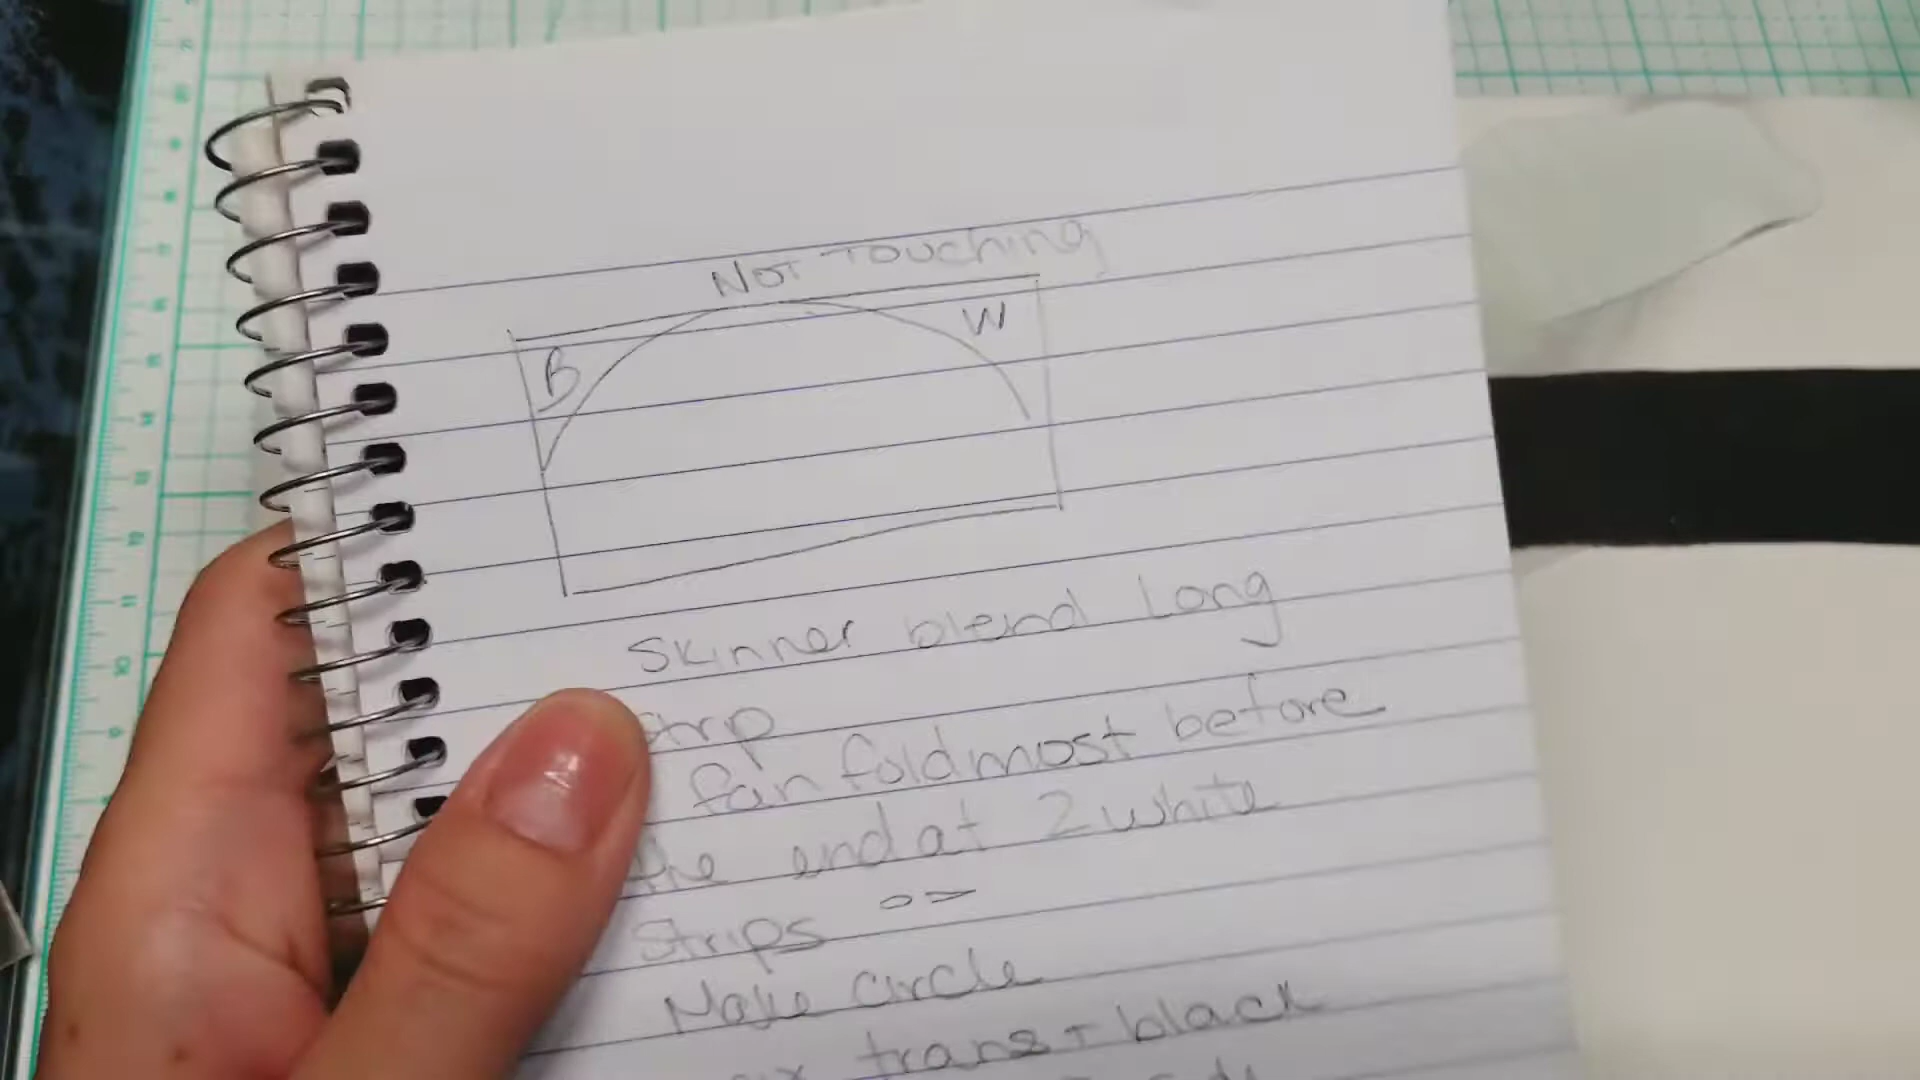 NOT Touching
B
W
Skinner blend Long
Strip
fan fold most before
the end at 2 white
Strips
Make circle
trans + black